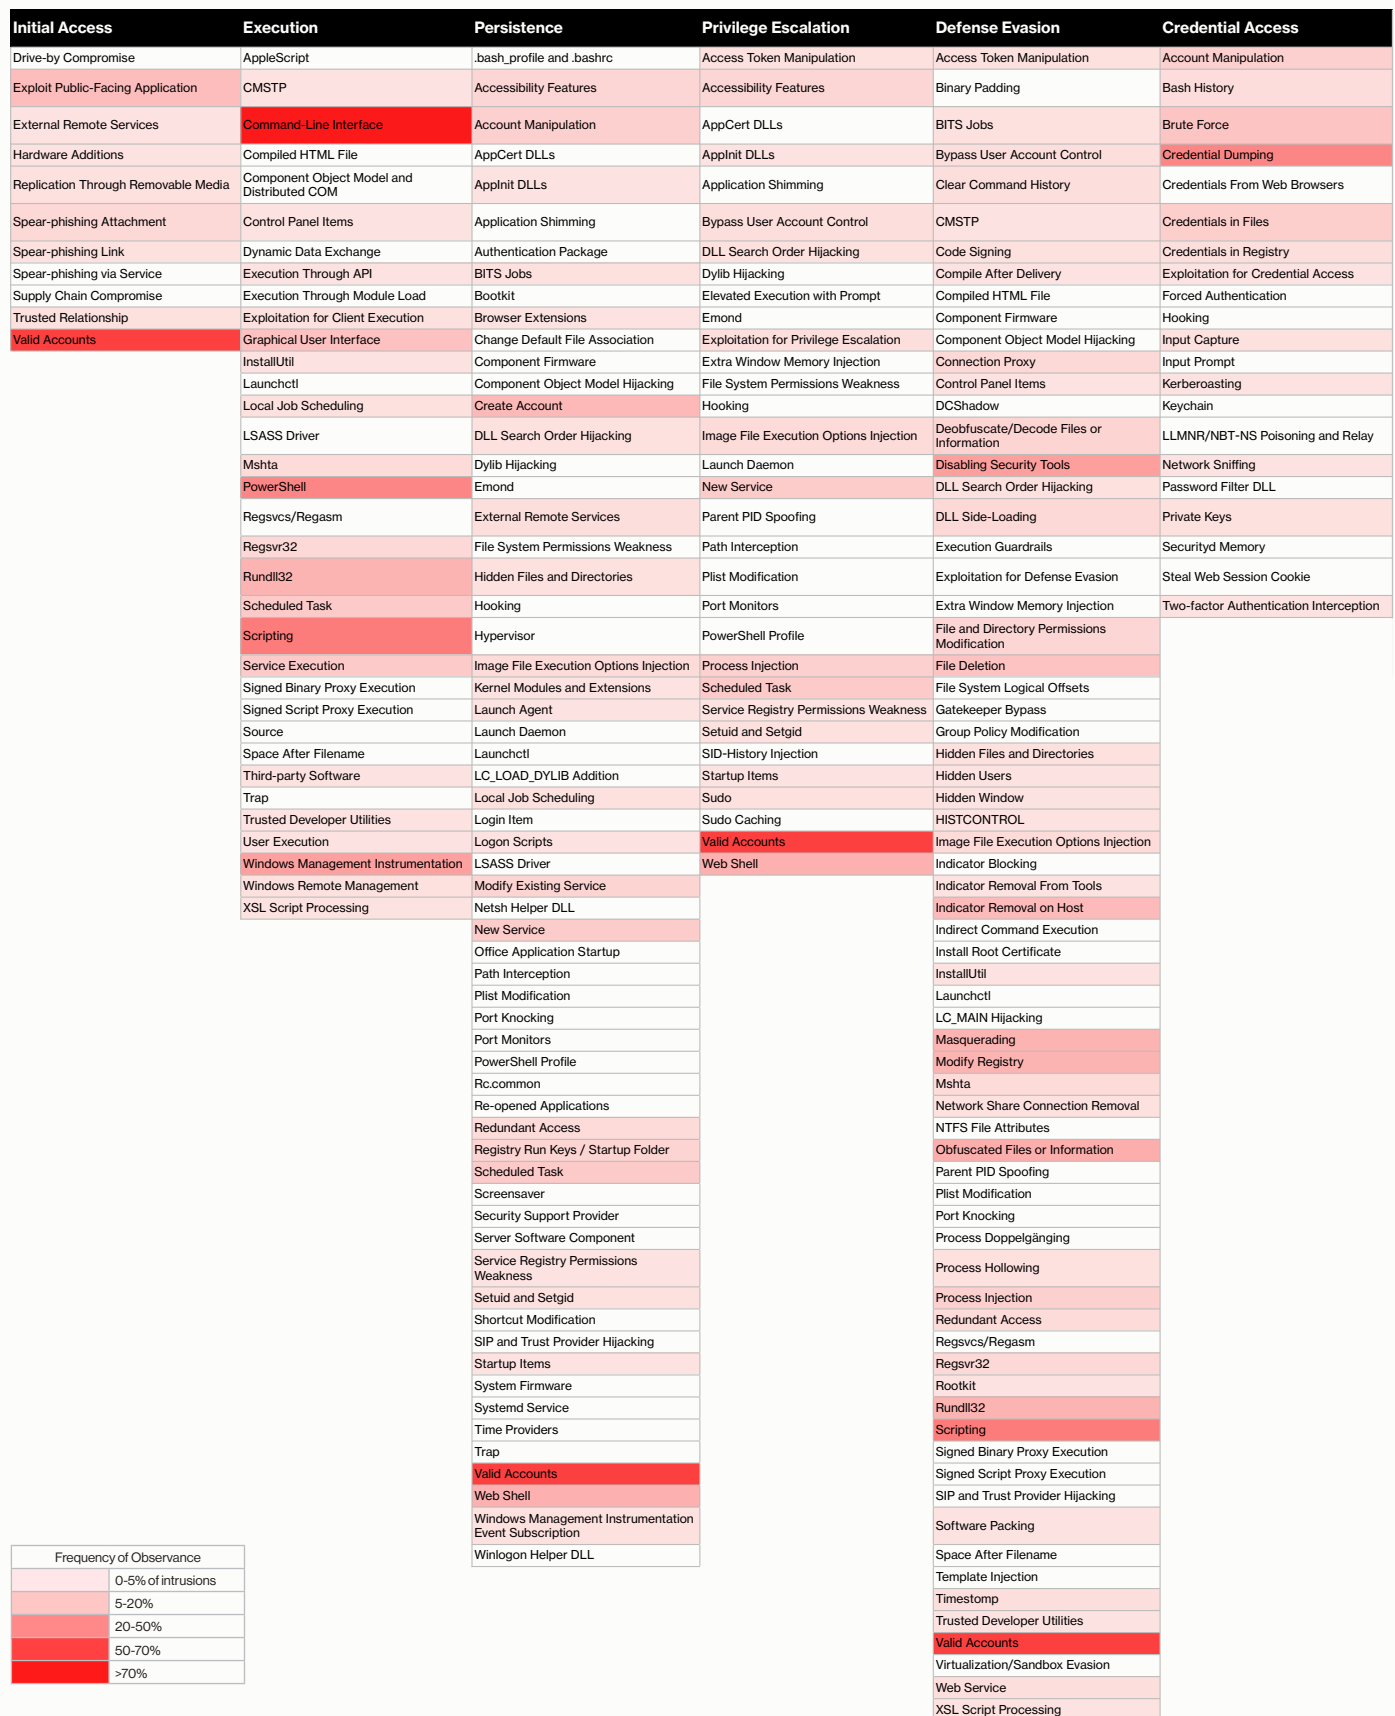 Initial Access
Drive-by Compromise
Exploit Public-Facing Application
External Remote Services
Hardware Additions
Replication Through Removable Media
Spear-phishing Attachment
Spear-phishing Link
Spear-phishing via Service
Supply Chain Compromise
Trusted Relationship
Valid Accounts
Execution
AppleScript
CMSTP
Command-Line Interface
Compiled HTML File
Component Object Model and
Distributed COM
Control Panel Items
Dynamic Data Exchange
Execution Through API
Execution Through Module Load
Exploitation for Client Execution
Graphical User Interface
InstallUtil
Launchctl
Local Job Scheduling
LSASS Driver
Mshta
PowerShell
Regsvcs/Regasm
Regsvr32
Rundll32
Scheduled Task
Scripting
Service Execution
Signed Binary Proxy Execution
Signed Script Proxy Execution
Source
Space After Filename
Third-party Software
Trap
Trusted Developer Utilities
User Execution
Windows Management Instrumentation
Windows Remote Management
XSL Script Processing
Persistence
.bash_profile and .bashrc
Accessibility Features
Account Manipulation
AppCert DLLs
AppInit DLLs
Application Shimming
Authentication Package
BITS Jobs
Bootkit
Browser Extensions
Change Default File Association
Component Firmware
Component Object Model Hijacking
Create Account
DLL Search Order Hijacking
Dylib Hijacking
Emond
External Remote Services
File System Permissions Weakness
Hidden Files and Directories
Hooking
Hypervisor
Image File Execution Options Injection
Kernel Modules and Extensions
Launch Agent
Launch Daemon
Launchctl
LC_LOAD_DYLIB Addition
Local Job Scheduling
Login Item
Logon Scripts
LSASS Driver
Modify Existing Service
Netsh Helper DLL
New Service
Office Application Startup
Path Interception
Plist Modification
Port Knocking
Port Monitors
PowerShell Profile
Rc.common
Re-opened Applications
Redundant Access
Registry Run Keys / Startup Folder
Scheduled Task
Screensaver
Security Support Provider
Server Software Component
Service Registry Permissions
Weakness
Setuid and Setgid
Shortcut Modification
SIP and Trust Provider Hijacking
Startup Items
System Firmware
Systemd Service
Time Providers
Trap
Valid Accounts
Web Shell
Windows Management Instrumentation
Event Subscription
Winlogon Helper DLL
Privilege Escalation
Access Token Manipulation
Accessibility Features
AppCert DLLs
AppInit DLLs
Application Shimming
Bypass User Account Control
DLL Search Order Hijacking
Dylib Hijacking
Elevated Execution with Prompt
Emond
Exploitation for Privilege Escalation
Extra Window Memory Injection
File System Permissions Weakness
Hooking
Image File Execution Options Injection
Launch Daemon
New Service
Parent PID Spoofing
Path Interception
Plist Modification
Port Monitors
PowerShell Profile
Process Injection
Scheduled Task
Service Registry Permissions Weakness
Setuid and Setgid
SID-History Injection
Startup Items
Sudo
Sudo Caching
Valid Accounts
Web Shell
Defense Evasion
Access Token Manipulation
Binary Padding
BITS Jobs
Bypass User Account Control
Clear Command History
CMSTP
Code Signing
Compile After Delivery
Compiled HTML File
Component Firmware
Component Object Model Hijacking
Connection Proxy
Control Panel Items
DCShadow
Deobfuscate/Decode Files or
Information
Disabling Security Tools
DLL Search Order Hijacking
DLL Side-Loading
Execution Guardrails
Exploitation for Defense Evasion
Extra Window Memory Injection
File and Directory Permissions
Modification
File Deletion
File System Logical Offsets
Gatekeeper Bypass
Group Policy Modification
Hidden Files and Directories
Hidden Users
Hidden Window
HISTCONTROL
Image File Execution Options Injection
Indicator Blocking
Indicator Removal From Tools
Indicator Removal on Host
Indirect Command Execution
Install Root Certificate
InstallUtil
Launchctl
LC_MAIN Hijacking
Masquerading
Modify Registry
Mshta
Network Share Connection Removal
NTFS File Attributes
Obfuscated Files or Information
Parent PID Spoofing
Plist Modification
Port Knocking
Process Doppelgänging
Process Hollowing
Process Injection
Redundant Access
Regsvcs/Regasm
Regsvr32
Rootkit
Rundll32
Scripting
Signed Binary Proxy Execution
Signed Script Proxy Execution
SIP and Trust Provider Hijacking
Software Packing
Space After Filename
Template Injection
Timestomp
Trusted Developer Utilities
Valid Accounts
Virtualization/Sandbox Evasion
Web Service
XSL Script Processing
Credential Access
Account Manipulation
Bash History
Brute Force
Credential Dumping
Credentials From Web Browsers
Credentials in Files
Credentials in Registry
Exploitation for Credential Access
Forced Authentication
Hooking
Input Capture
Input Prompt
Kerberoasting
Keychain
LLMNR/NBT-NS Poisoning and Relay
Network Sniffing
Password Filter DLL
Private Keys
Securityd Memory
Steal Web Session Cookie
Two-factor Authentication Interception
Frequency of Observance
0-5% of intrusions
5-20%
20-50%
50-70%
>70%